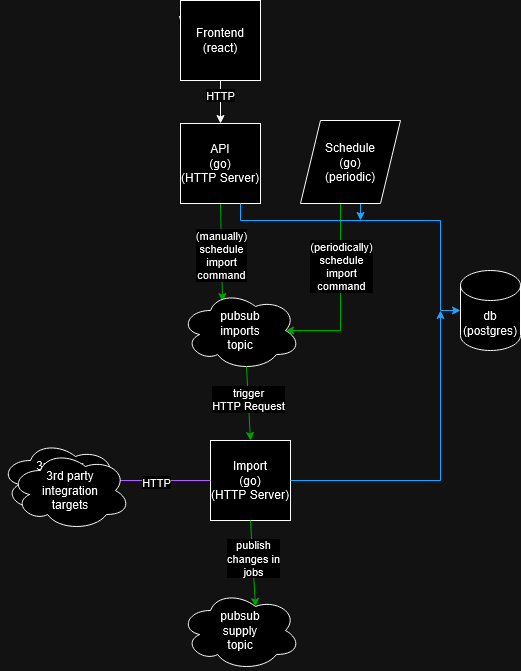 Frontend
(react)
HTTP
API
(go)
(HTTP Server)
Schedule
(go)
(periodic)
(manually)
schedule
import
command
(periodically)
schedule
import
command
pubsub
imports
topic
db
(postgres)
trigger
HTTP Request
3
3rd party
integration
targets
HTTP
Import
(go)
(HTTP Server)
publish
changes in
jobs
pubsub
supply
topic